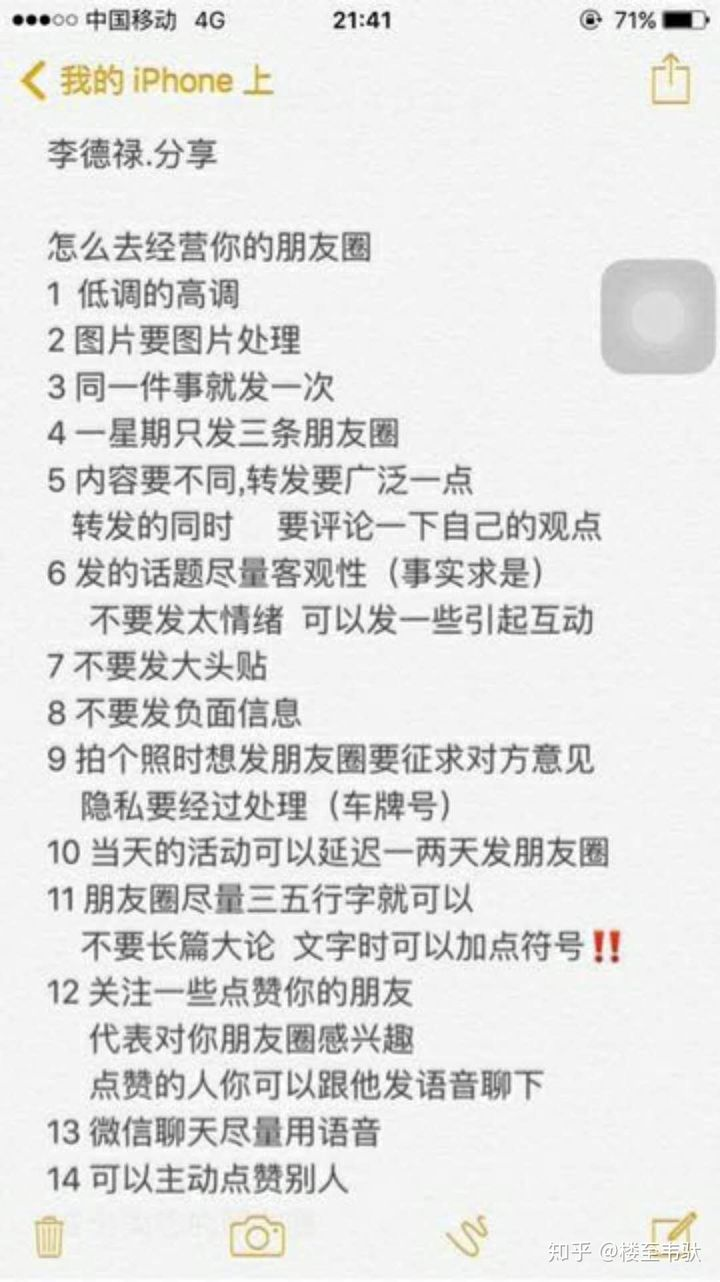 中国移动 4G 21:41 71%
我的 iPhone 上
李德禄.分享
怎么去经营你的朋友圈
1 低调的高调
2 图片要图片处理
3 同一件事就发一次
4 一星期只发三条朋友圈
5 内容要不同,转发要广泛一点
转发的同时 要评论一下自己的观点
6 发的话题尽量客观性（事实求是）
不要发太情绪 可以发一些引起互动
7 不要发大头贴
8 不要发负面信息
9 拍个照时想发朋友圈要征求对方意见
隐私要经过处理（车牌号）
10 当天的活动可以延迟一两天发朋友圈
11 朋友圈尽量三五行字就可以
不要长篇大论 文字时可以加点符号‼️
12 关注一些点赞你的朋友
代表对你朋友圈感兴趣
点赞的人你可以跟他发语音聊下
13 微信聊天尽量用语音
14 可以主动点赞别人
知乎 @楼至韦驮